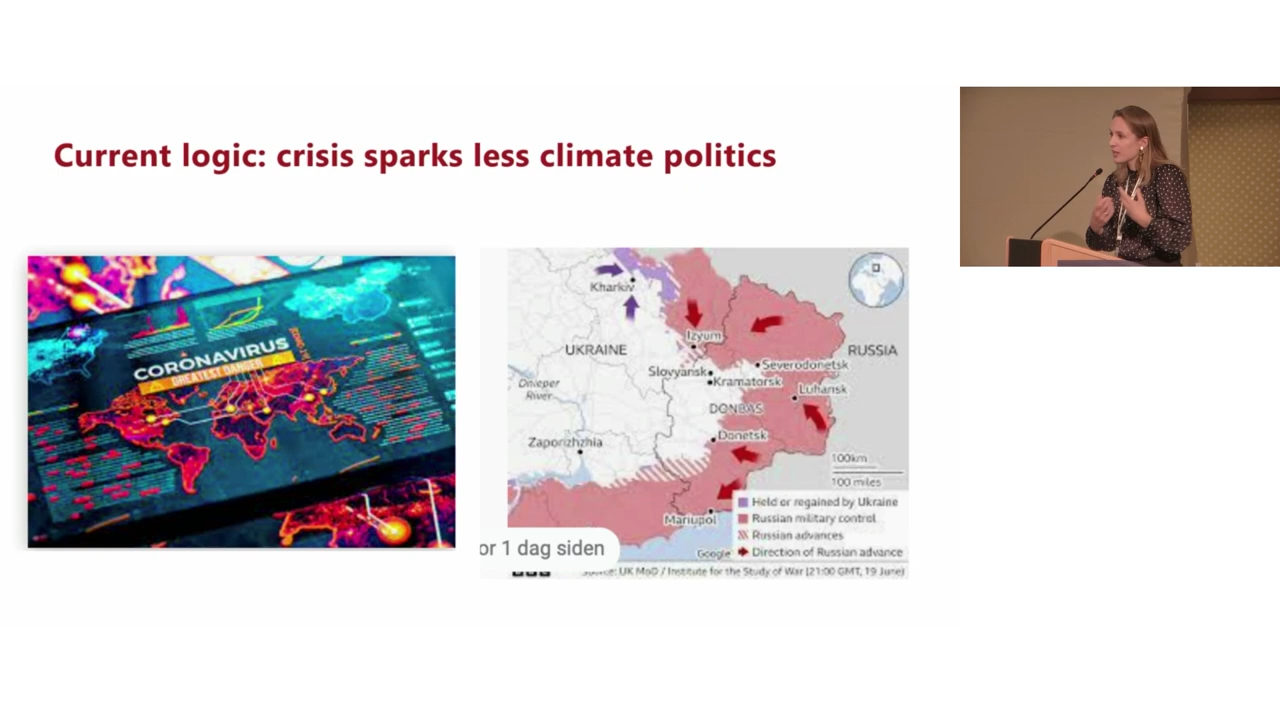 Current logic: crisis sparks less climate politics
CORONAVIRUS
GREATEST DANGER
Kharkiv
UKRAINE
Izyum
RUSSIA
Slovyansk
Severodonetsk
Kramatorsk
Luhansk
Dnieper
River
DONBAS
Zaporizhzhia
Donetsk
100km
100 miles
Mariupol
Held or regained by Ukraine
Russian military control
Russian advances
Direction of Russian advance
Google
or 1 dag siden
Source: UK MoD / Institute for the Study of War (21:00 GMT, 19 June)